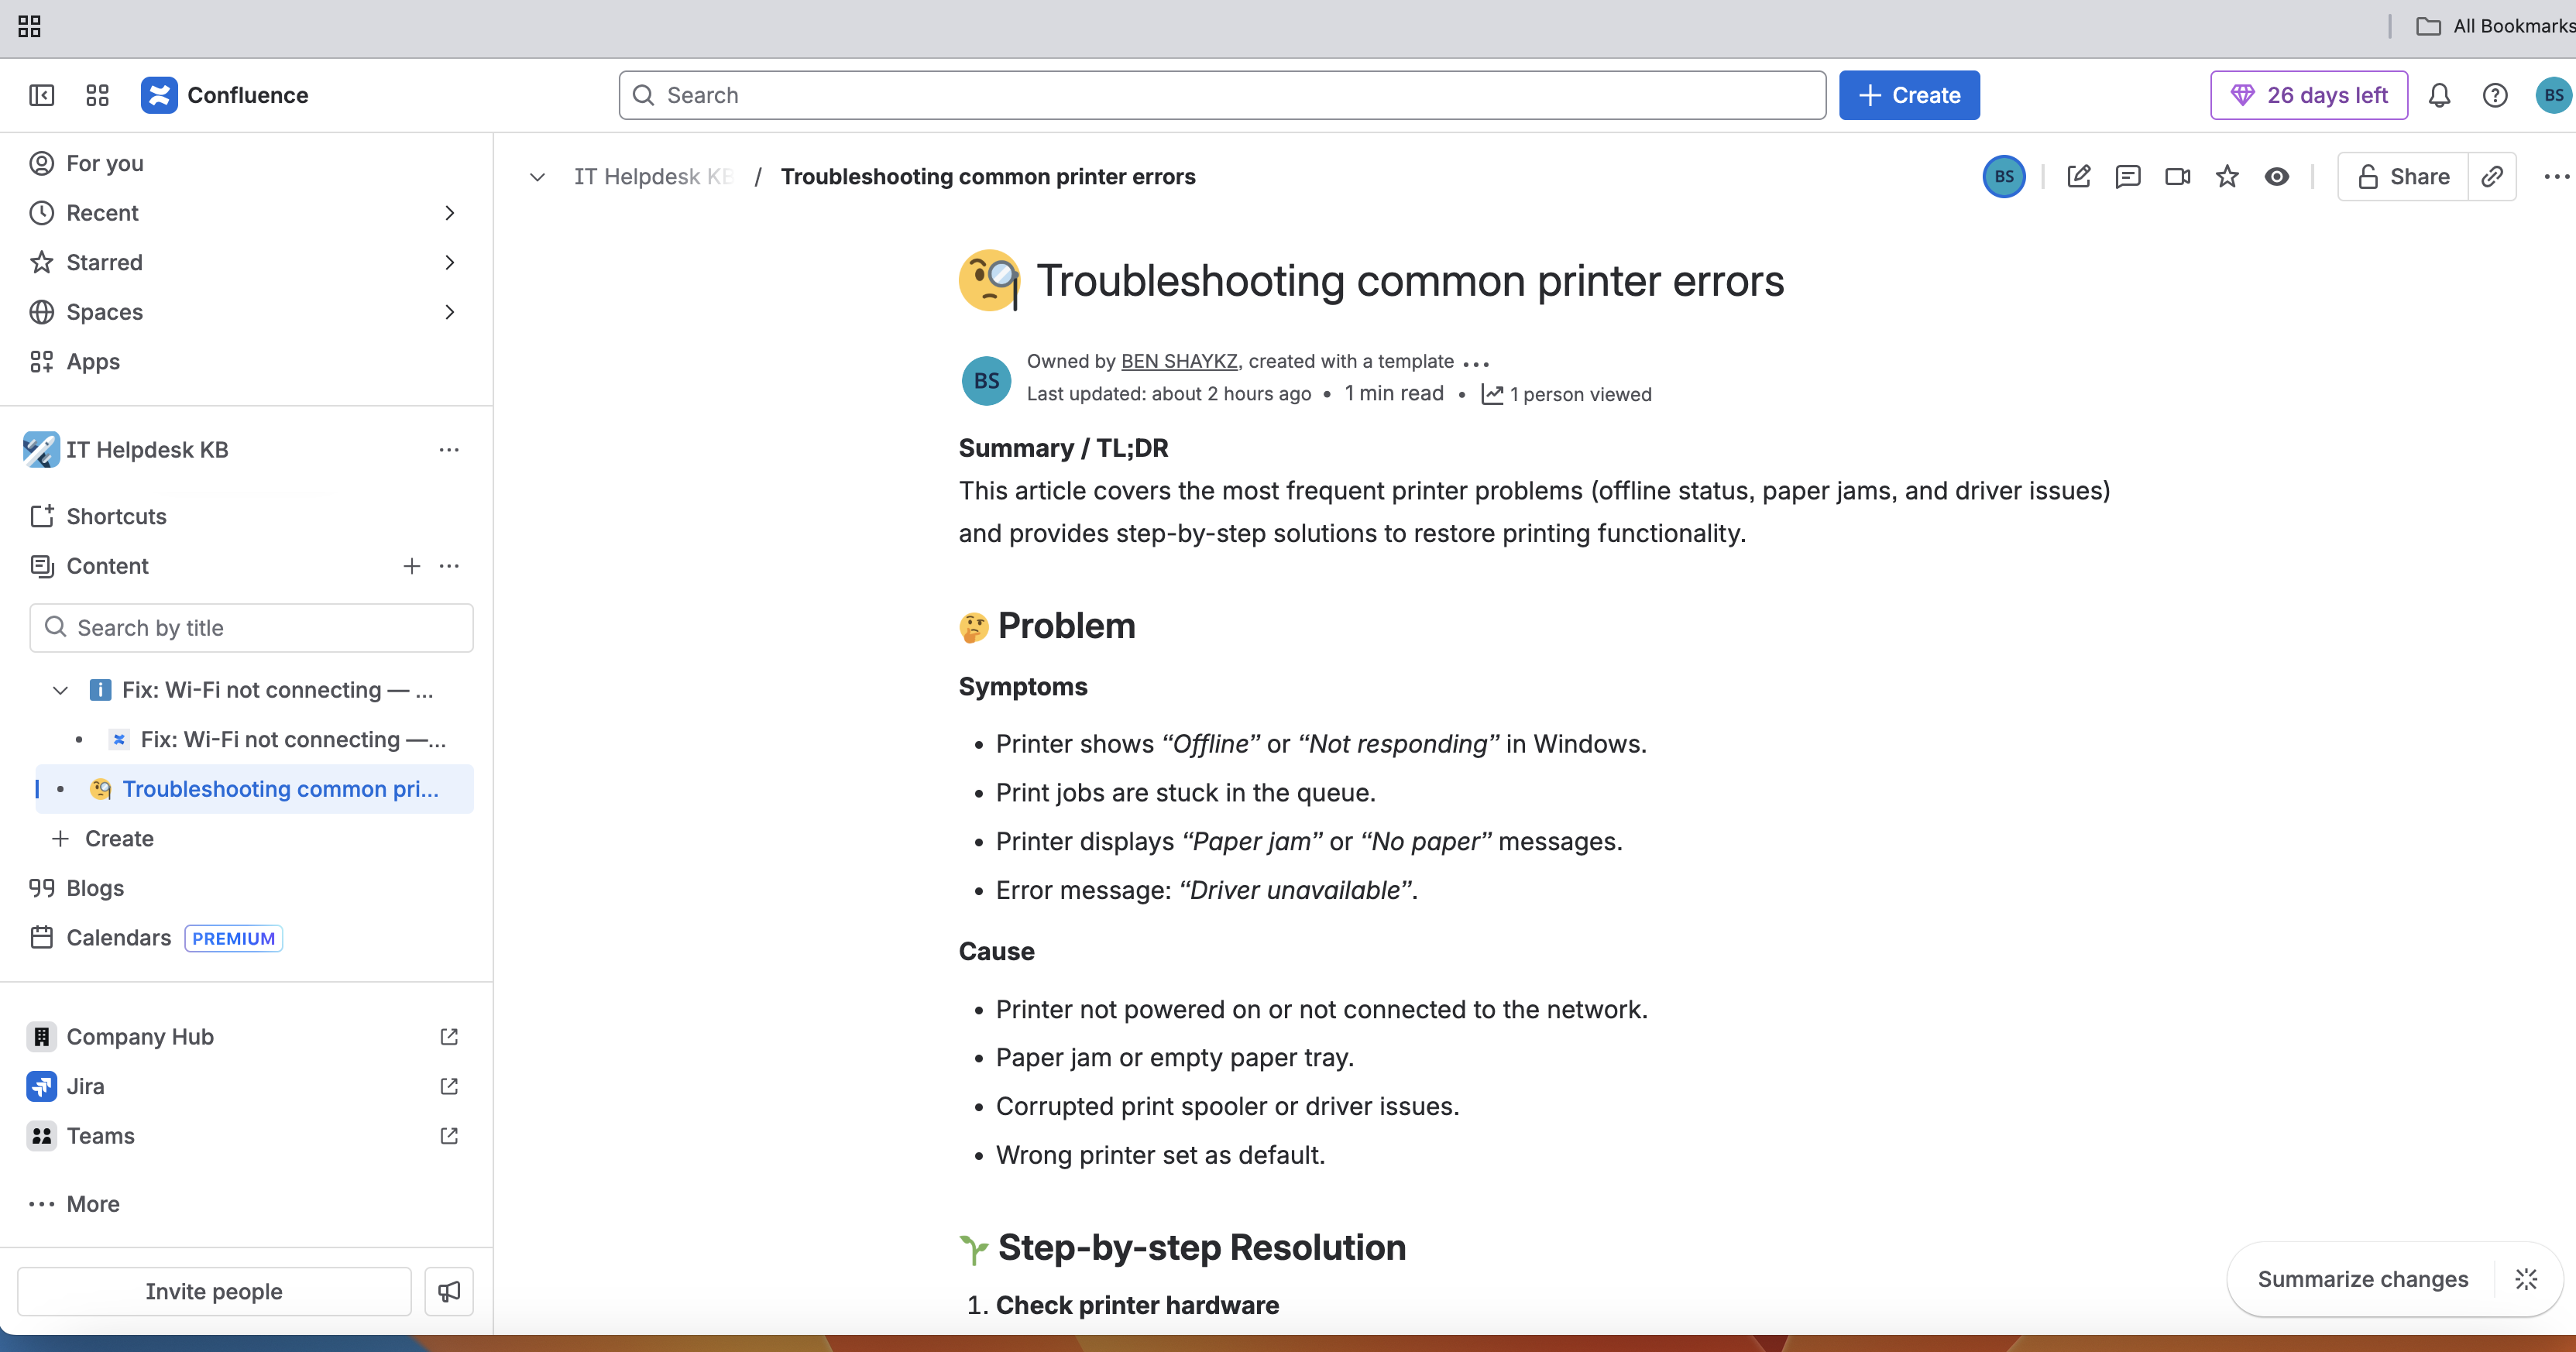 All Bookmarks
Confluence
Search
Create
26 days left
BS
For you
Recent
Starred
Spaces
Apps
IT Helpdesk KB
Shortcuts
Content
Search by title
Fix: Wi-Fi not connecting — ...
Fix: Wi-Fi not connecting —...
Troubleshooting common pri...
Create
Blogs
Calendars PREMIUM
Company Hub
Jira
Teams
More
Invite people
IT Helpdesk KB / Troubleshooting common printer errors
BS
Share
Troubleshooting common printer errors
BS
Owned by BEN SHAYKZ, created with a template
Last updated: about 2 hours ago • 1 min read • 1 person viewed
Summary / TL;DR
This article covers the most frequent printer problems (offline status, paper jams, and driver issues)
and provides step-by-step solutions to restore printing functionality.
Problem
Symptoms
• Printer shows “Offline” or “Not responding” in Windows.
• Print jobs are stuck in the queue.
• Printer displays “Paper jam” or “No paper” messages.
• Error message: “Driver unavailable”.
Cause
• Printer not powered on or not connected to the network.
• Paper jam or empty paper tray.
• Corrupted print spooler or driver issues.
• Wrong printer set as default.
Step-by-step Resolution
1. Check printer hardware
Summarize changes